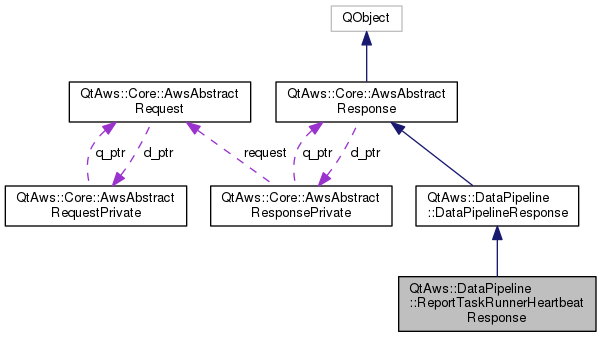 QObject
QtAws::Core::AwsAbstract
Request
QtAws::Core::AwsAbstract
Response
q_ptr
d_ptr
request
q_ptr
d_ptr
QtAws::Core::AwsAbstract
RequestPrivate
QtAws::Core::AwsAbstract
ResponsePrivate
QtAws::DataPipeline
::DataPipelineResponse
QtAws::DataPipeline
::ReportTaskRunnerHeartbeat
Response